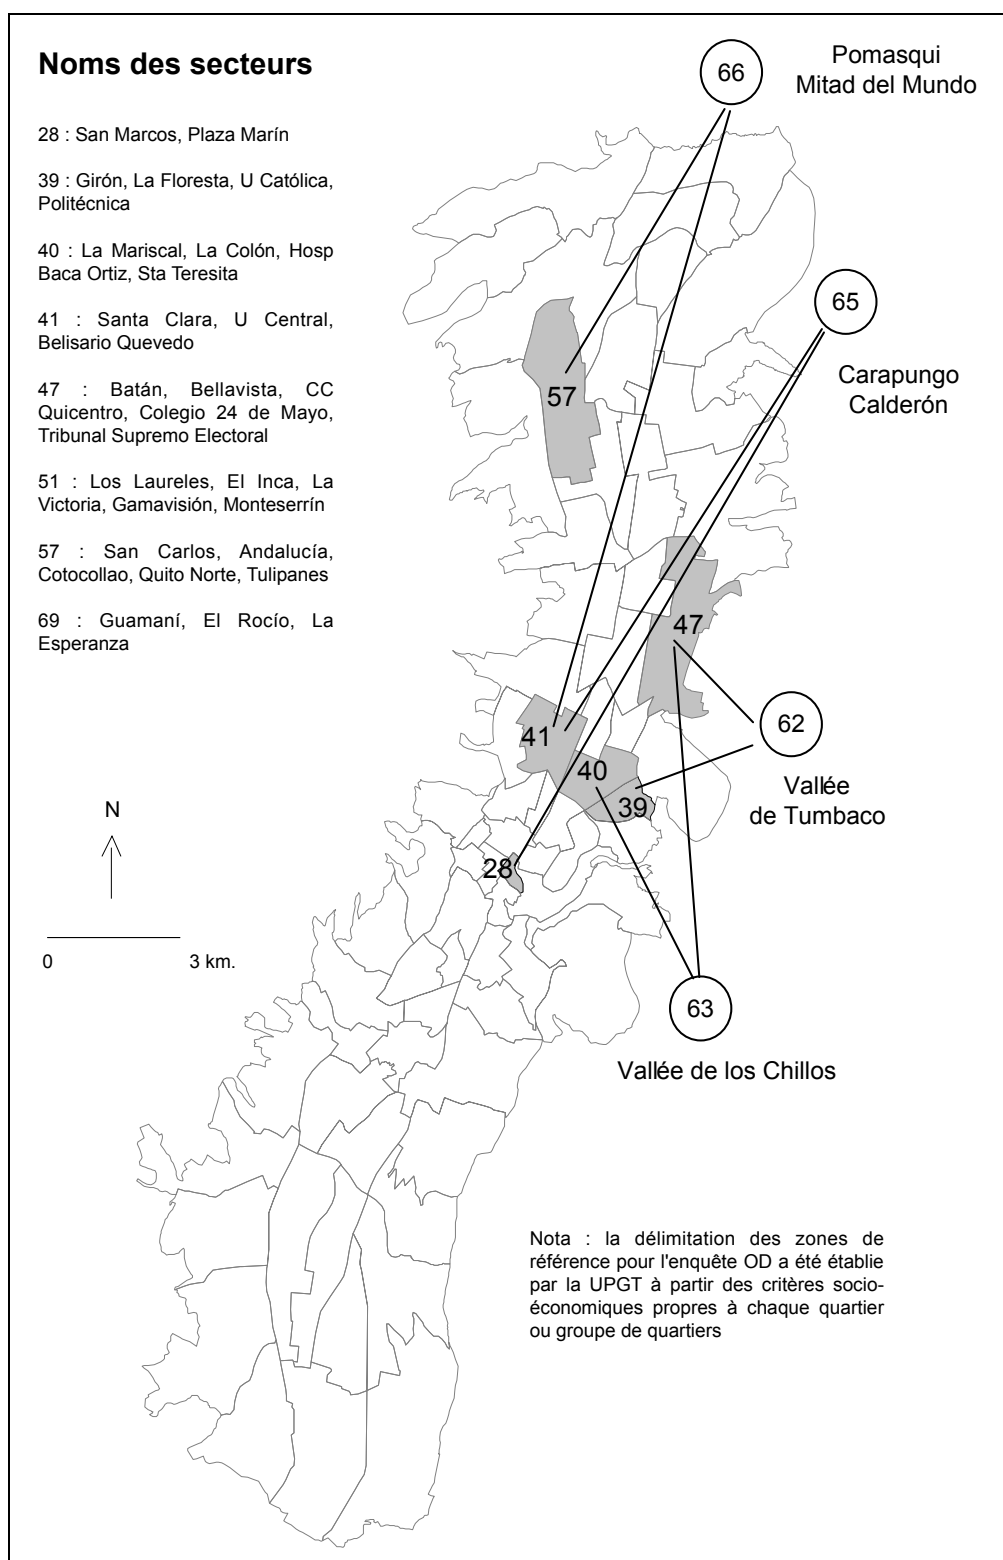 Noms des secteurs
28 : San Marcos, Plaza Marín
39 : Girón, La Floresta, U Católica,
Politécnica
40 : La Mariscal, La Colón, Hosp
Baca Ortiz, Sta Teresita
41 : Santa Clara, U Central,
Belisario Quevedo
47 : Batán, Bellavista, CC
Quicentro, Colegio 24 de Mayo,
Tribunal Supremo Electoral
51 : Los Laureles, El Inca, La
Victoria, Gamavisión, Monteserrín
57 : San Carlos, Andalucía,
Cotocollao, Quito Norte, Tulipanes
69 : Guamaní, El Rocío, La
Esperanza
66
Pomasqui
Mitad del Mundo
65
Carapungo
Calderón
57
47
62
Vallée
de Tumbaco
41
40
39
28
63
Vallée de los Chillos
N
0 3 km.
Nota : la délimitation des zones de
référence pour l'enquête OD a été établie
par la UPGT à partir des critères socio-
économiques propres à chaque quartier
ou groupe de quartiers